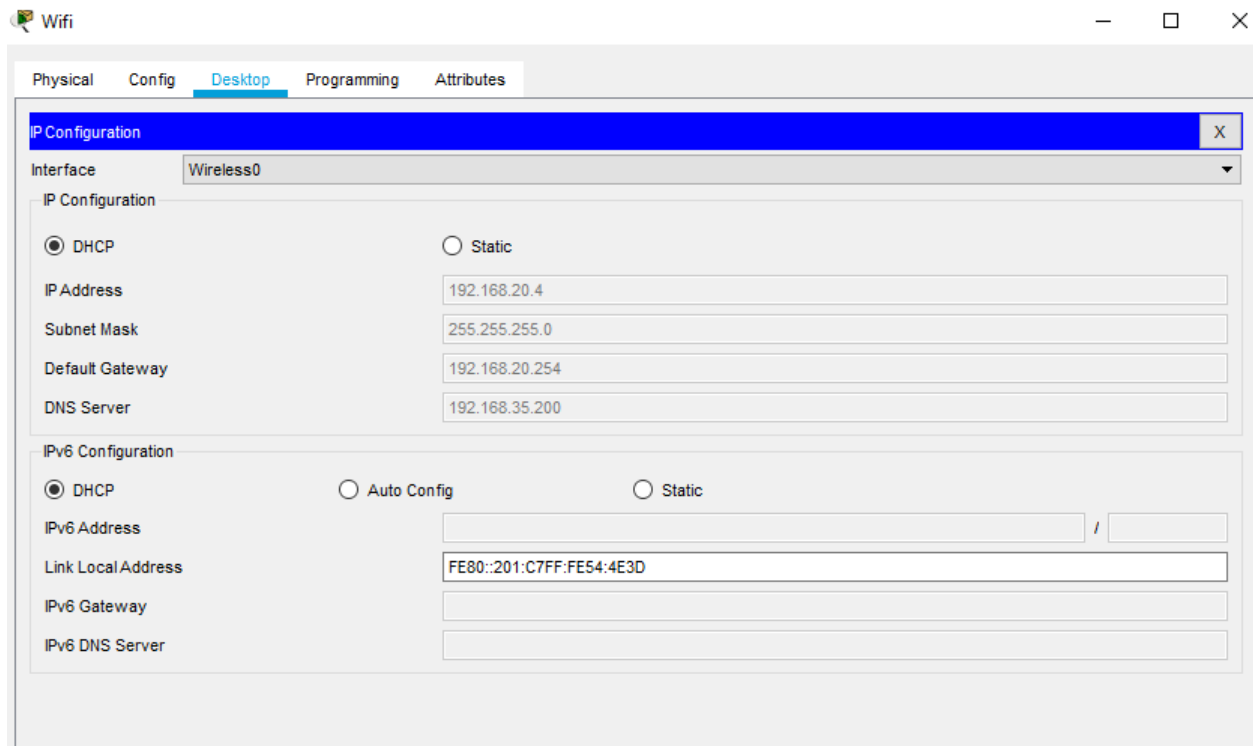 Wifi
Physical Config Desktop Programming Attributes
IP Configuration X
Interface Wireless0
IP Configuration
DHCP Static
IP Address 192.168.20.4
Subnet Mask 255.255.255.0
Default Gateway 192.168.20.254
DNS Server 192.168.35.200
IPv6 Configuration
DHCP Auto Config Static
IPv6 Address /
Link Local Address FE80::201:C7FF:FE54:4E3D
IPv6 Gateway
IPv6 DNS Server